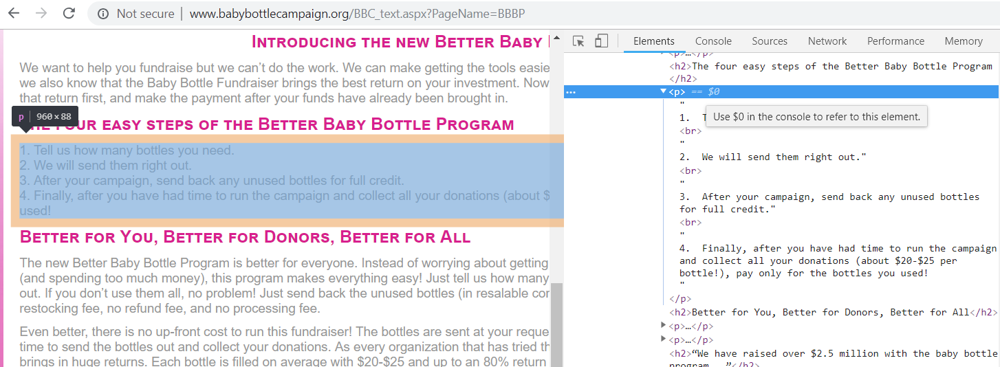 Not secure | www.babybottlecampaign.org/BBC_text.aspx?PageName=BBBP
Introducing the new Better Baby
We want to help you fundraise but we can’t do the work. We can make getting the tools easie
we also know that the Baby Bottle Fundraiser brings the best return on your investment. Now
that return first, and make the payment after your funds have already been brought in.
p | 960 × 88
The four easy steps of the Better Baby Bottle Program
1. Tell us how many bottles you need.
2. We will send them right out.
3. After your campaign, send back any unused bottles for full credit.
4. Finally, after you have had time to run the campaign and collect all your donations (about $
used!
Better for You, Better for Donors, Better for All
The new Better Baby Bottle Program is better for everyone. Instead of worrying about getting
(and spending too much money), this program makes everything easy! Just tell us how many
out. If you don’t use them all, no problem! Just send back the unused bottles (in resalable con
restocking fee, no refund fee, and no processing fee.
Even better, there is no up-front cost to run this fundraiser! The bottles are sent at your reque
time to send the bottles out and collect your donations. As every organization that has tried th
brings in huge returns. Each bottle is filled on average with $20-$25 and up to an 80% return
Elements Console Sources Network Performance Memory
<p>…</p>
<h2>The four easy steps of the Better Baby Bottle Program
</h2>
… <p> == $0
"
1. T
Use $0 in the console to refer to this element.
<br>
"
2. We will send them right out."
<br>
"
3. After your campaign, send back any unused bottles
for full credit."
<br>
"
4. Finally, after you have had time to run the campaign
and collect all your donations (about $20-$25 per
bottle!), pay only for the bottles you used!
"
</p>
<h2>Better for You, Better for Donors, Better for All</h2>
<p>…</p>
<p>…</p>
<h2>“We have raised over $2.5 million with the baby bottle
program...”</h2>